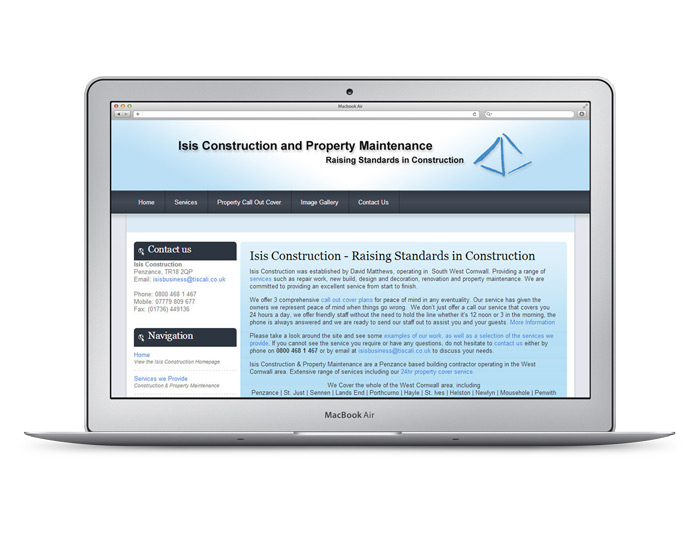 Macbook Air
Isis Construction and Property Maintenance
Raising Standards in Construction
Home Services Property Call Out Cover Image Gallery Contact Us
Contact us
Isis Construction
Penzance, TR18 2QP
Email: isisbusiness@tiscali.co.uk
Phone: 0800 468 1 467
Mobile: 07779 809 677
Fax: (01736) 449136
Navigation
Home
View the Isis Construction Homepage
Services we Provide
Construction & Property Maintenance
Isis Construction - Raising Standards in Construction
Isis Construction was established by David Matthews, operating in South West Cornwall. Providing a range of
services such as repair work, new build, design and decoration, renovation and property maintenance. We are
committed to providing an excellent service from start to finish.
We offer 3 comprehensive call out cover plans for peace of mind in any eventuality. Our service has given the
owners we represent peace of mind when things go wrong. We don't just offer a call our service that covers you
24 hours a day, we offer friendly staff without the need to hold the line whether it's 12 noon or 3 in the morning, the
phone is always answered and we are ready to send our staff out to assist you and your guests. More Information
Please take a look around the site and see some examples of our work, as well as a selection of the services we
provide. If you cannot see the service you require or have any questions, do not hesitate to contact us either by
phone on 0800 468 1 467 or by email at isisbusiness@tiscali.co.uk to discuss your needs.
Isis Construction & Property Maintenance are a Penzance based building contractor operating in the West
Cornwall area. Extensive range of services including our 24hr property cover service.
We Cover the whole of the West Cornwall area, including
Penzance | St. Just | Sennen | Lands End | Porthcurno | Hayle | St. Ives | Helston | Newlyn | Mousehole | Penwith
MacBook Air